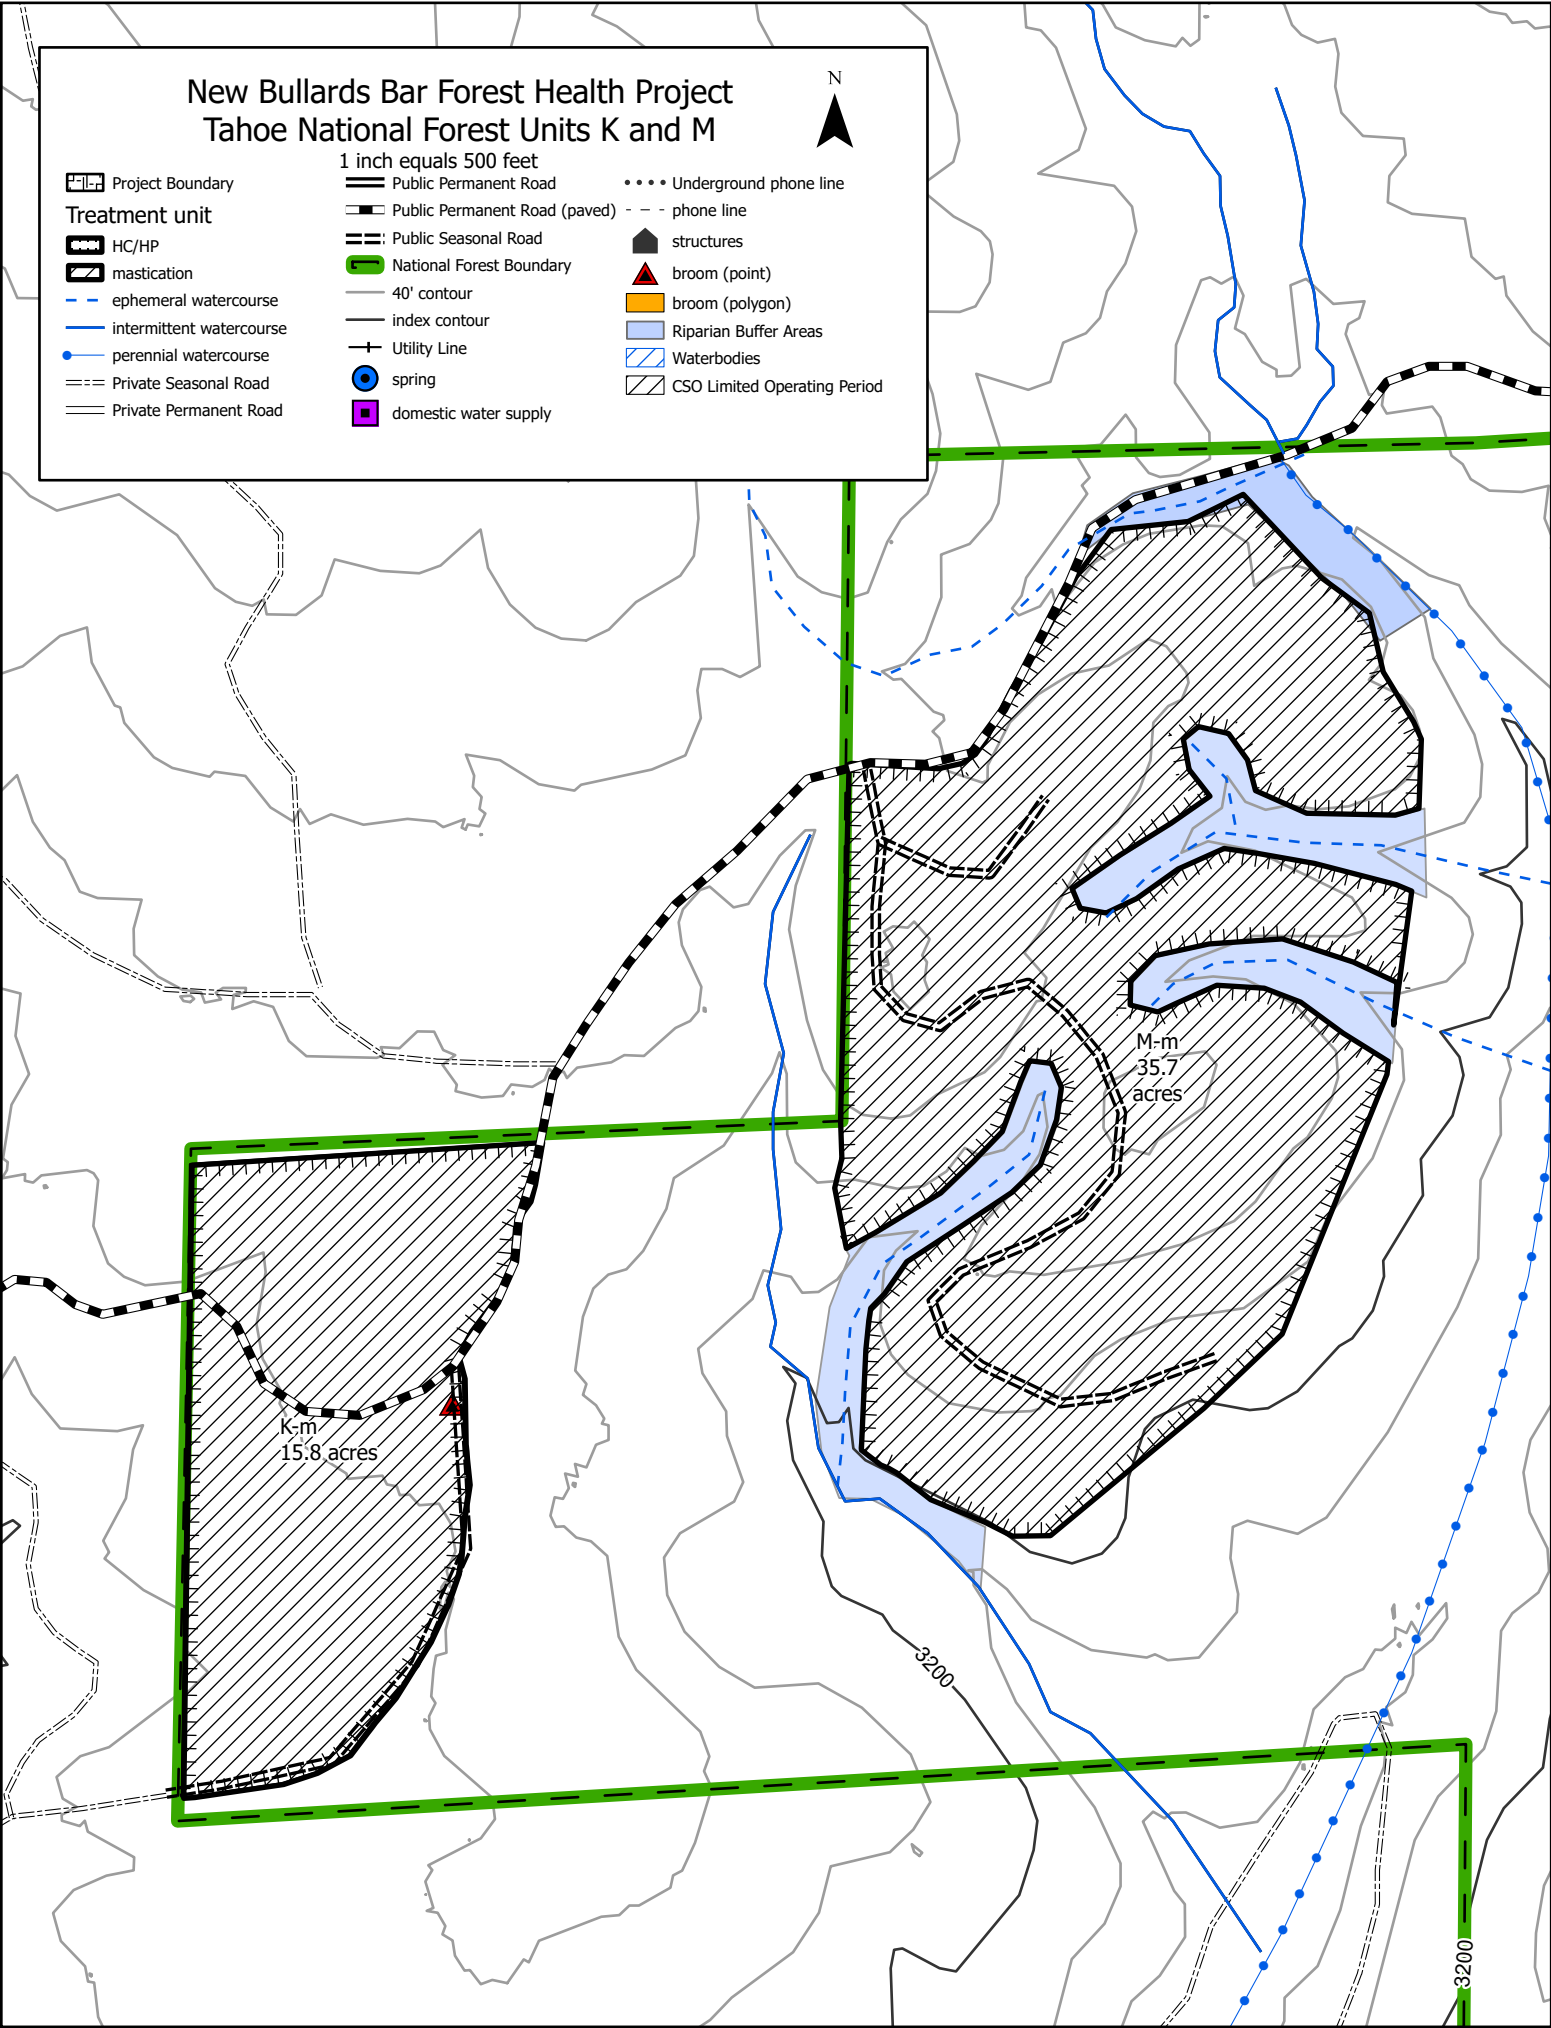 New Bullards Bar Forest Health Project
Tahoe National Forest Units K and M
N
1 inch equals 500 feet
Project Boundary
Treatment unit
HC/HP
mastication
ephemeral watercourse
intermittent watercourse
perennial watercourse
Private Seasonal Road
Private Permanent Road
Public Permanent Road
Public Permanent Road (paved)
Public Seasonal Road
National Forest Boundary
40' contour
index contour
Utility Line
spring
domestic water supply
Underground phone line
phone line
structures
broom (point)
broom (polygon)
Riparian Buffer Areas
Waterbodies
CSO Limited Operating Period
M-m
35.7
acres
K-m
15.8 acres
3200
3200